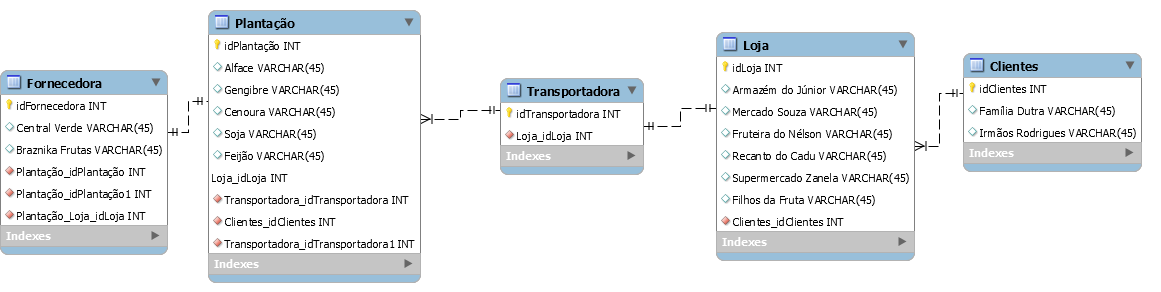 Fornecedora
idFornecedora INT
Central Verde VARCHAR(45)
Braznika Frutas VARCHAR(45)
Plantação_idPlantação INT
Plantação_idPlantação1 INT
Plantação_Loja_idLoja INT
Indexes
Plantação
idPlantação INT
Alface VARCHAR(45)
Gengibre VARCHAR(45)
Cenoura VARCHAR(45)
Soja VARCHAR(45)
Feijão VARCHAR(45)
Loja_idLoja INT
Transportadora_idTransportadora INT
Clientes_idClientes INT
Transportadora_idTransportadora1 INT
Indexes
Transportadora
idTransportadora INT
Loja_idLoja INT
Indexes
Loja
idLoja INT
Armazém do Júnior VARCHAR(45)
Mercado Souza VARCHAR(45)
Fruteira do Nélson VARCHAR(45)
Recanto do Cadu VARCHAR(45)
Supermercado Zanela VARCHAR(45)
Filhos da Fruta VARCHAR(45)
Clientes_idClientes INT
Indexes
Clientes
idClientes INT
Família Dutra VARCHAR(45)
Irmãos Rodrigues VARCHAR(45)
Indexes